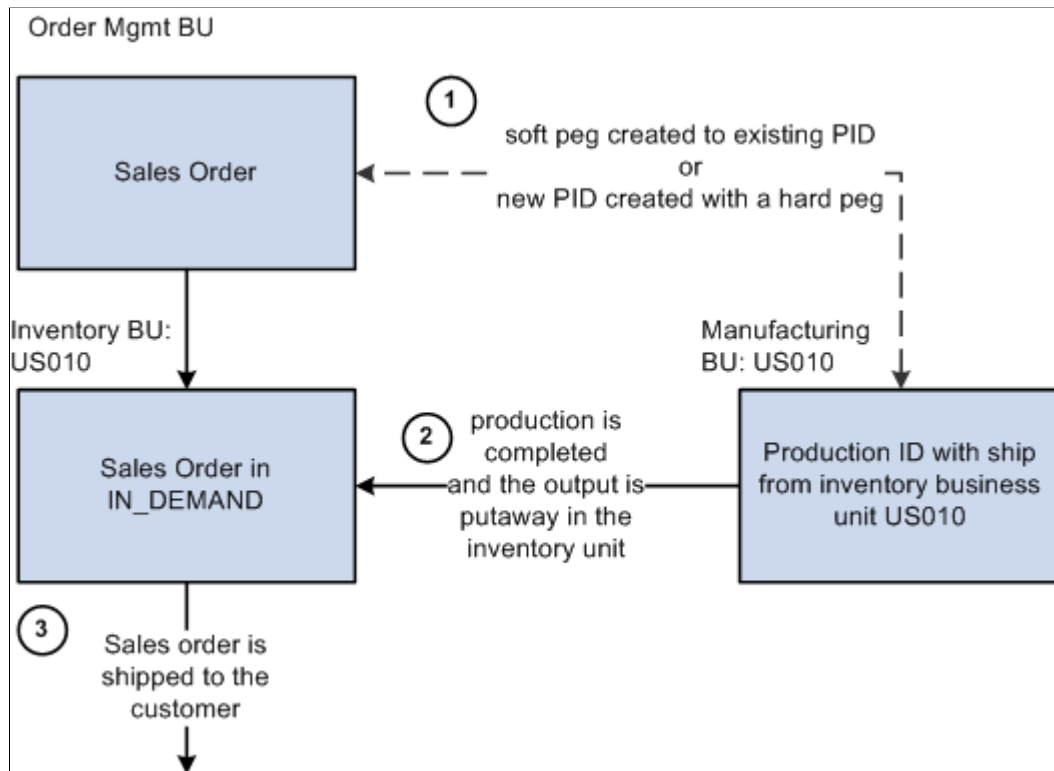 Order Mgmt BU
Sales Order
1
soft peg created to existing PID
or
new PID created with a hard peg
Inventory BU:
US010
Manufacturing
BU: US010
Sales Order in
IN_DEMAND
2
production is
completed
and the output is
putaway in the
inventory unit
Production ID with ship
from inventory business
unit US010
3
Sales order is
shipped to the
customer